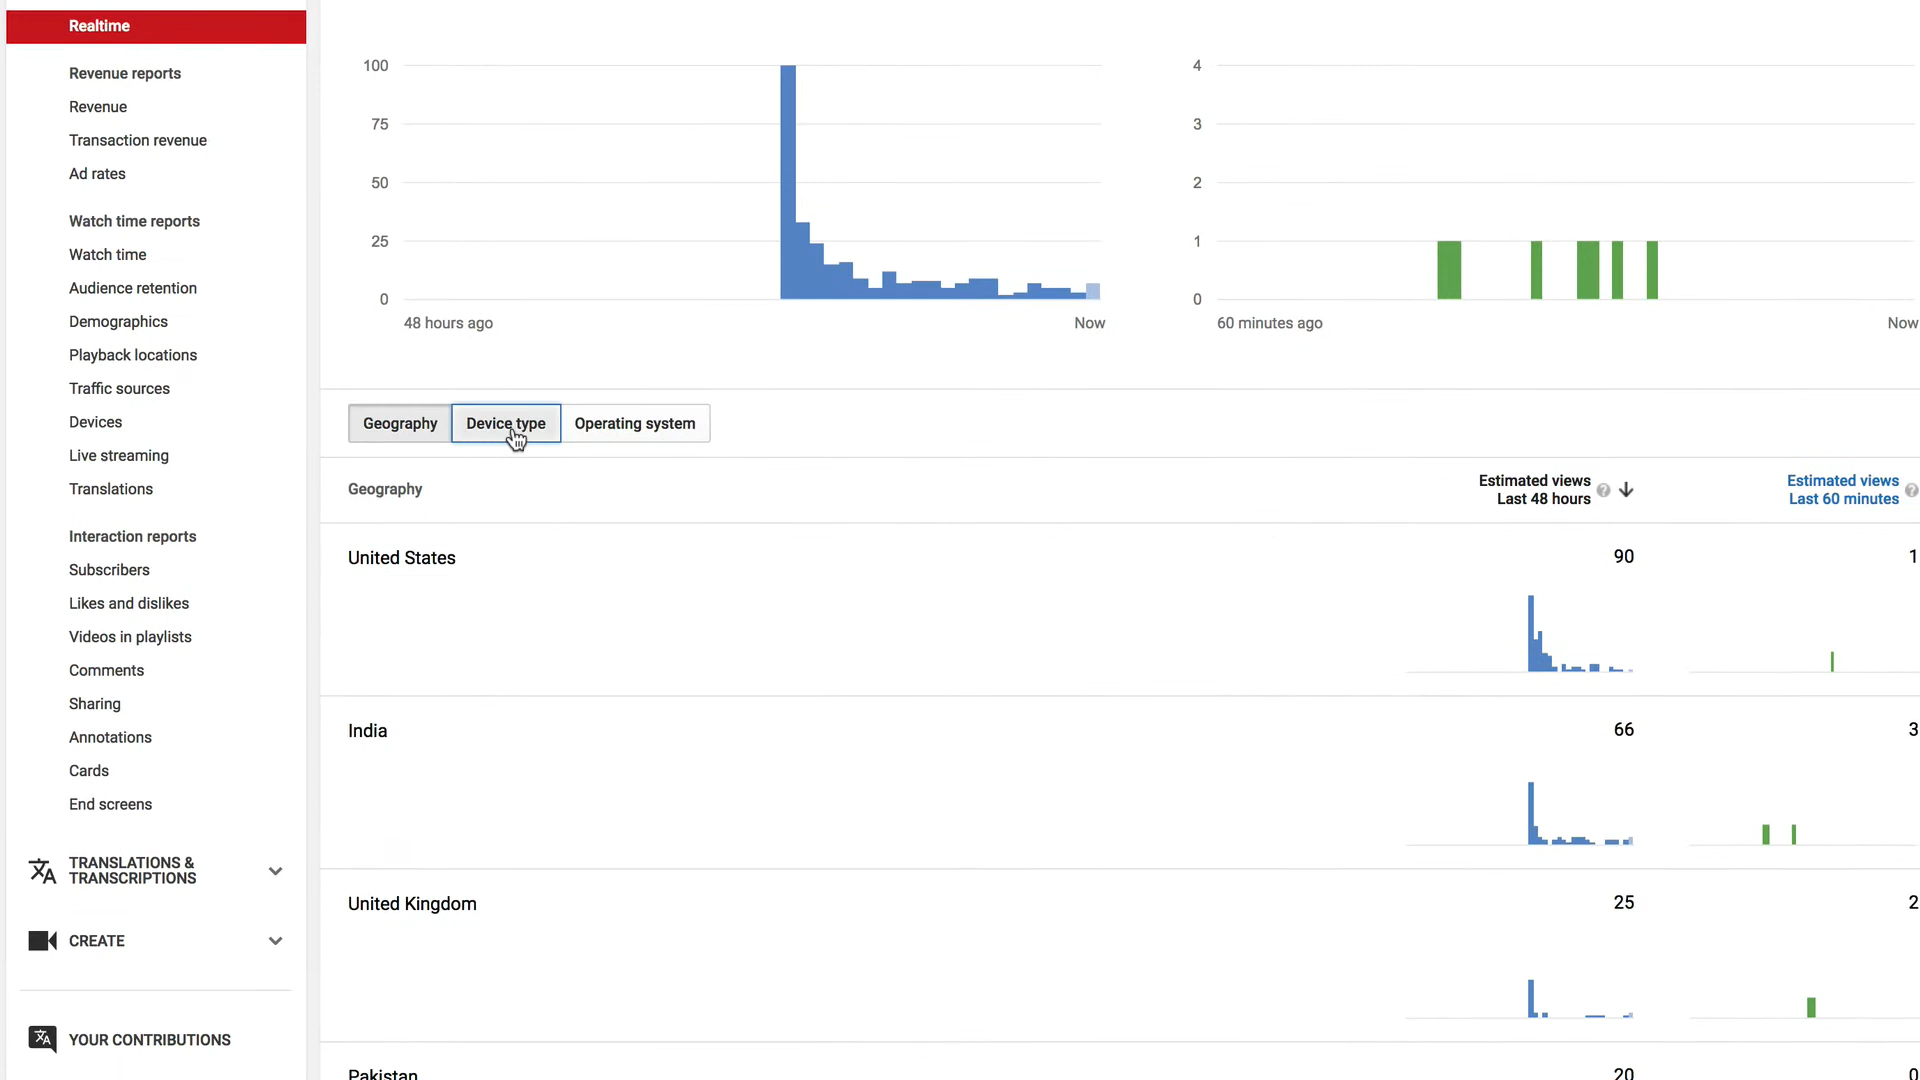 Realtime
Revenue reports
Revenue
Transaction revenue
Ad rates
Watch time reports
Watch time
Audience retention
Demographics
Playback locations
Traffic sources
Devices
Live streaming
Translations
Interaction reports
Subscribers
Likes and dislikes
Videos in playlists
Comments
Sharing
Annotations
Cards
End screens
TRANSLATIONS &
TRANSCRIPTIONS
CREATE
YOUR CONTRIBUTIONS
100
75
50
25
0
48 hours ago
Now
4
3
2
1
0
60 minutes ago
Now
Geography
Device type
Operating system
Geography
Estimated views
Last 48 hours
?
Estimated views
Last 60 minutes
?
United States
90
1
India
66
3
United Kingdom
25
2
Pakistan
20
0